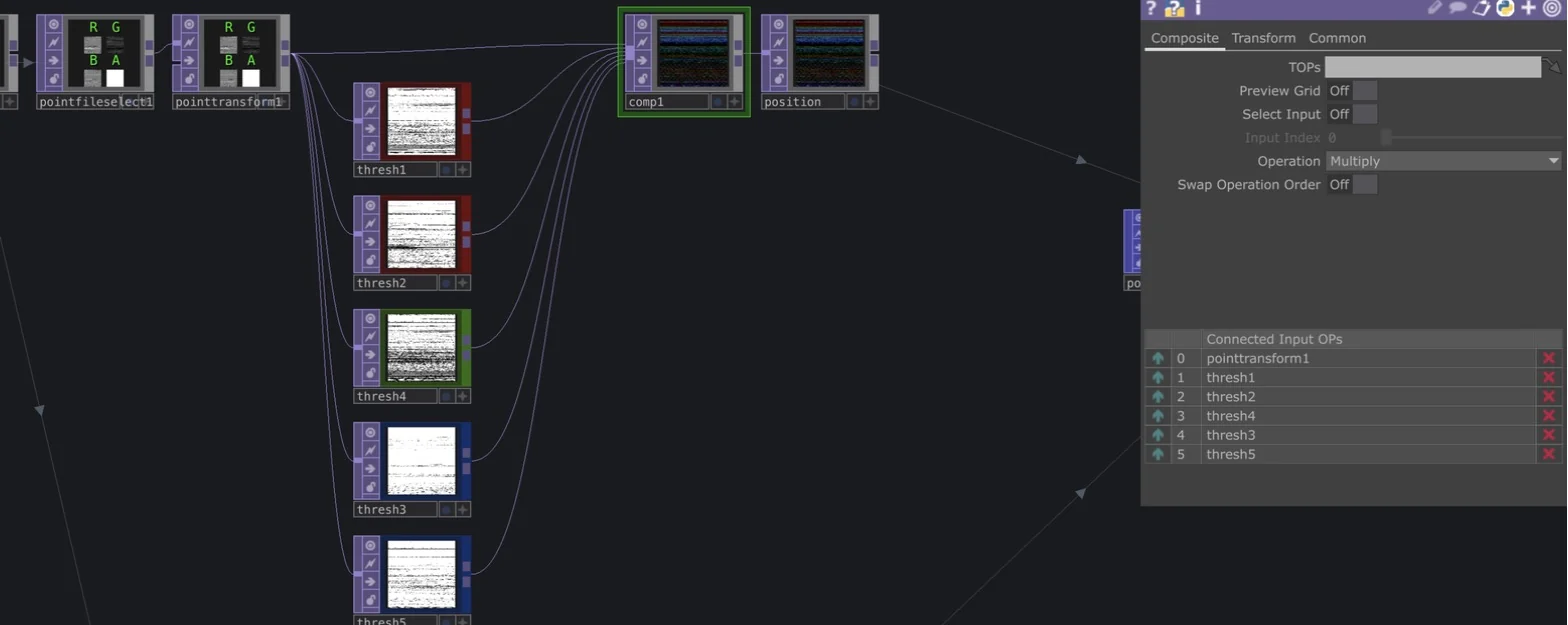 R G
B A
pointfileselect1
R G
B A
pointtransform1
comp1
position
thresh1
thresh2
thresh4
thresh3
thresh5
po
? ? i
Composite Transform Common
TOPs
Preview Grid Off
Select Input Off
Input Index 0
Operation Multiply
Swap Operation Order Off
Connected Input OPs
0 pointtransform1
1 thresh1
2 thresh2
3 thresh4
4 thresh3
5 thresh5